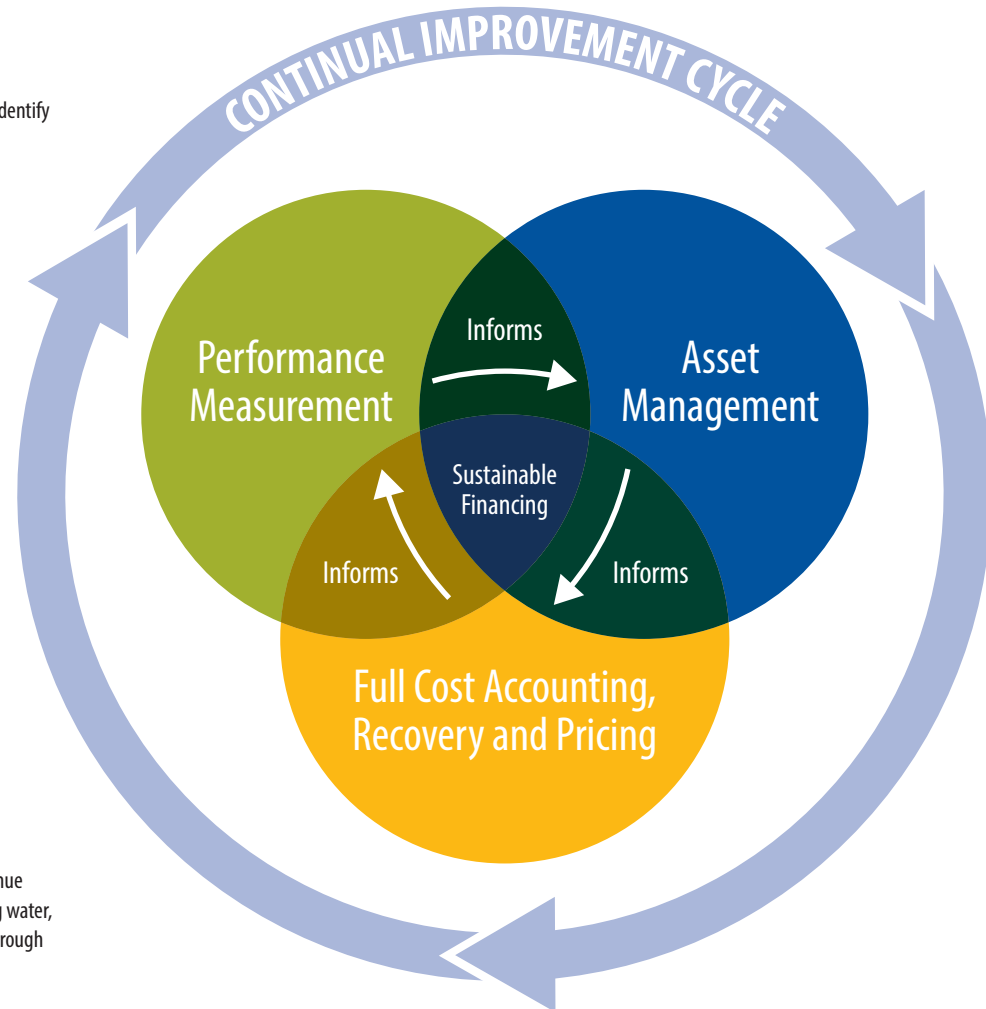 CONTINUAL IMPROVEMENT CYCLE
dentify
Informs
Performance
Measurement
Asset
Management
Sustainable
Financing
Informs
Informs
Full Cost Accounting,
Recovery and Pricing
nue
g water,
rough